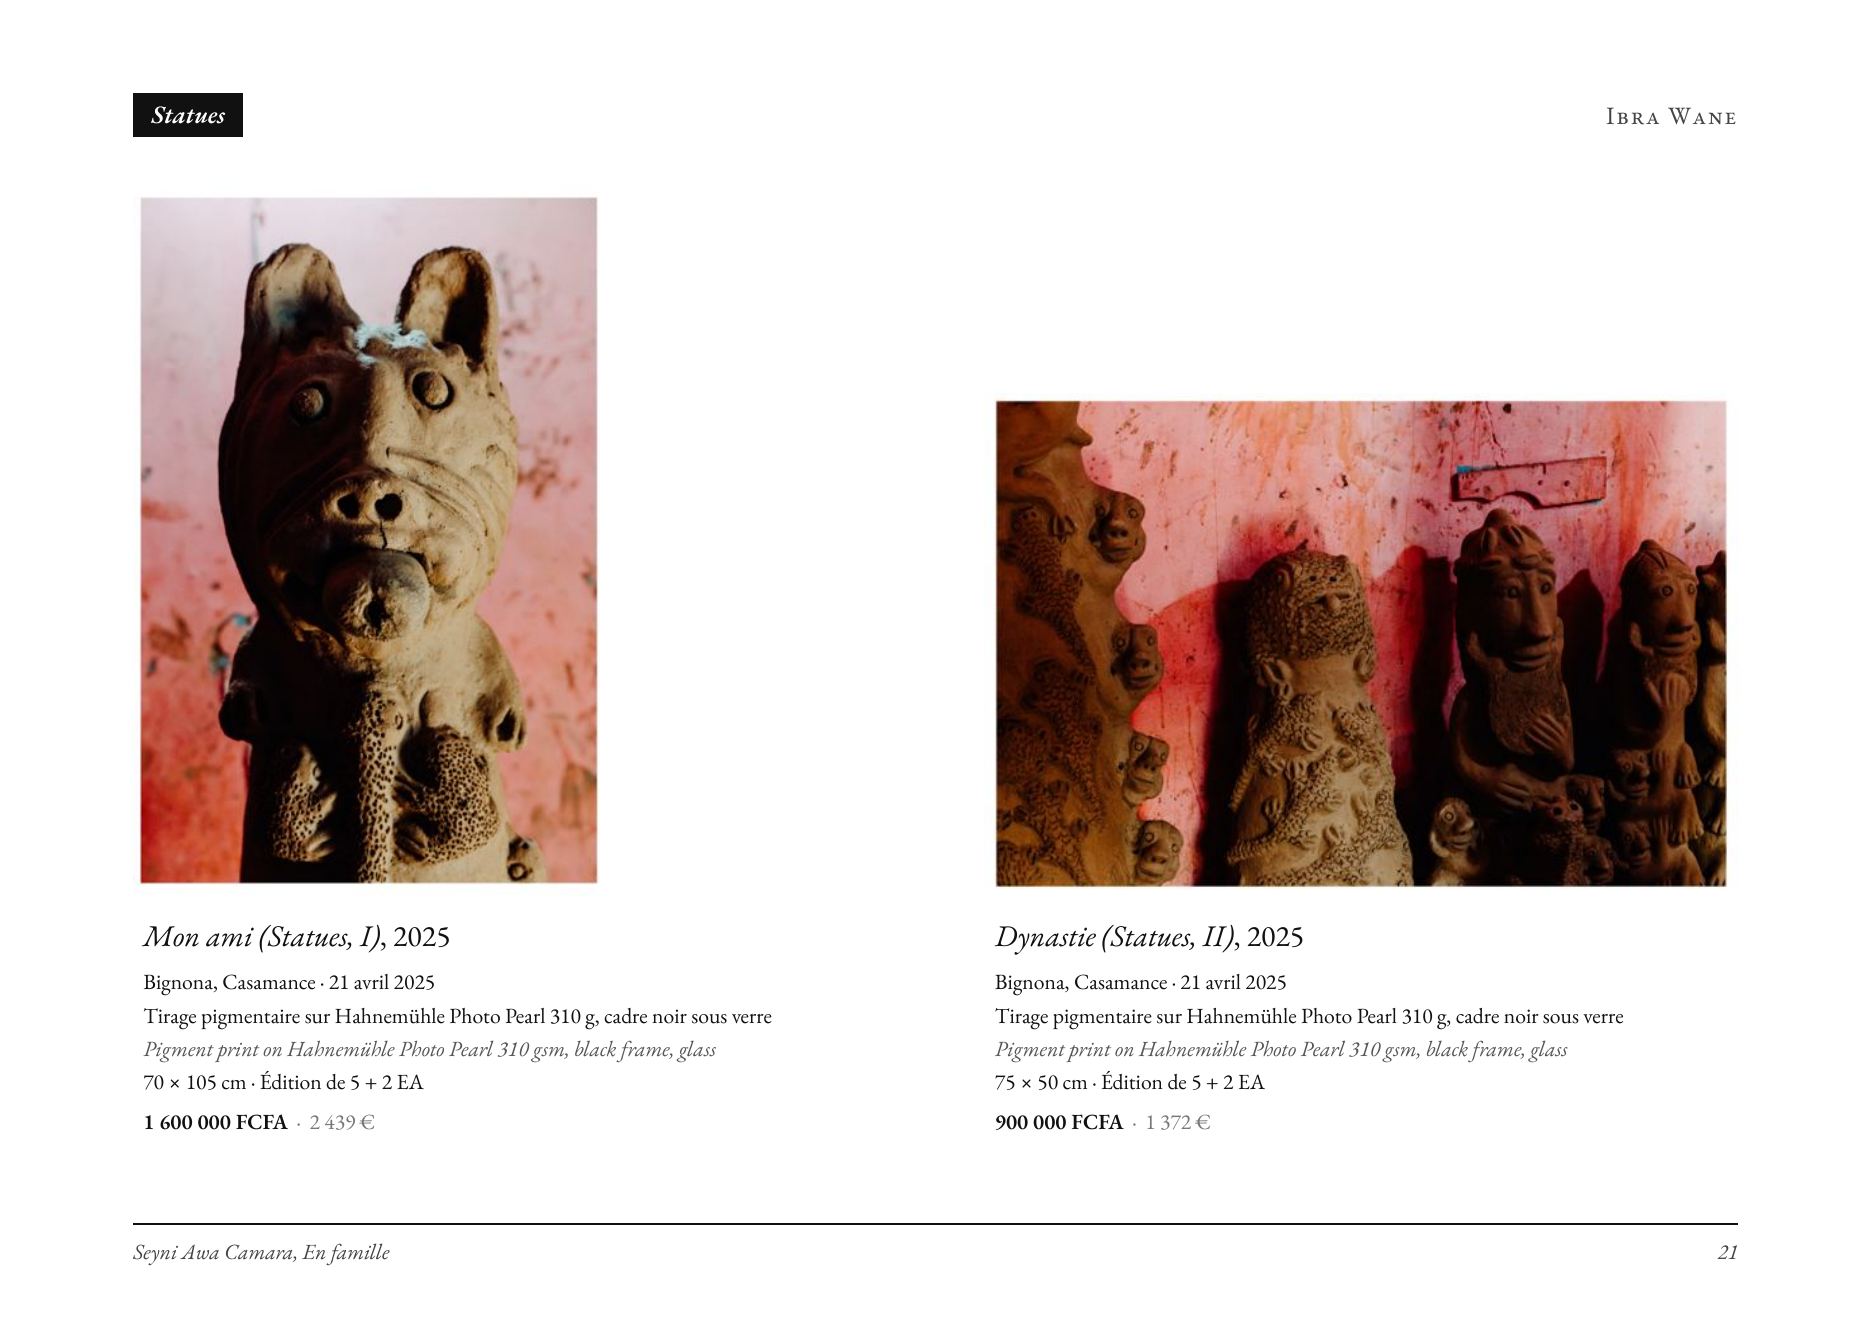 Statues
Ibra Wane
Mon ami (Statues, I), 2025
Bignona, Casamance · 21 avril 2025
Tirage pigmentaire sur Hahnemühle Photo Pearl 310 g, cadre noir sous verre
Pigment print on Hahnemühle Photo Pearl 310 gsm, black frame, glass
70 × 105 cm · Édition de 5 + 2 EA
1 600 000 FCFA · 2 439 €
Dynastie (Statues, II), 2025
Bignona, Casamance · 21 avril 2025
Tirage pigmentaire sur Hahnemühle Photo Pearl 310 g, cadre noir sous verre
Pigment print on Hahnemühle Photo Pearl 310 gsm, black frame, glass
75 × 50 cm · Édition de 5 + 2 EA
900 000 FCFA · 1 372 €
Seyni Awa Camara, En famille
21